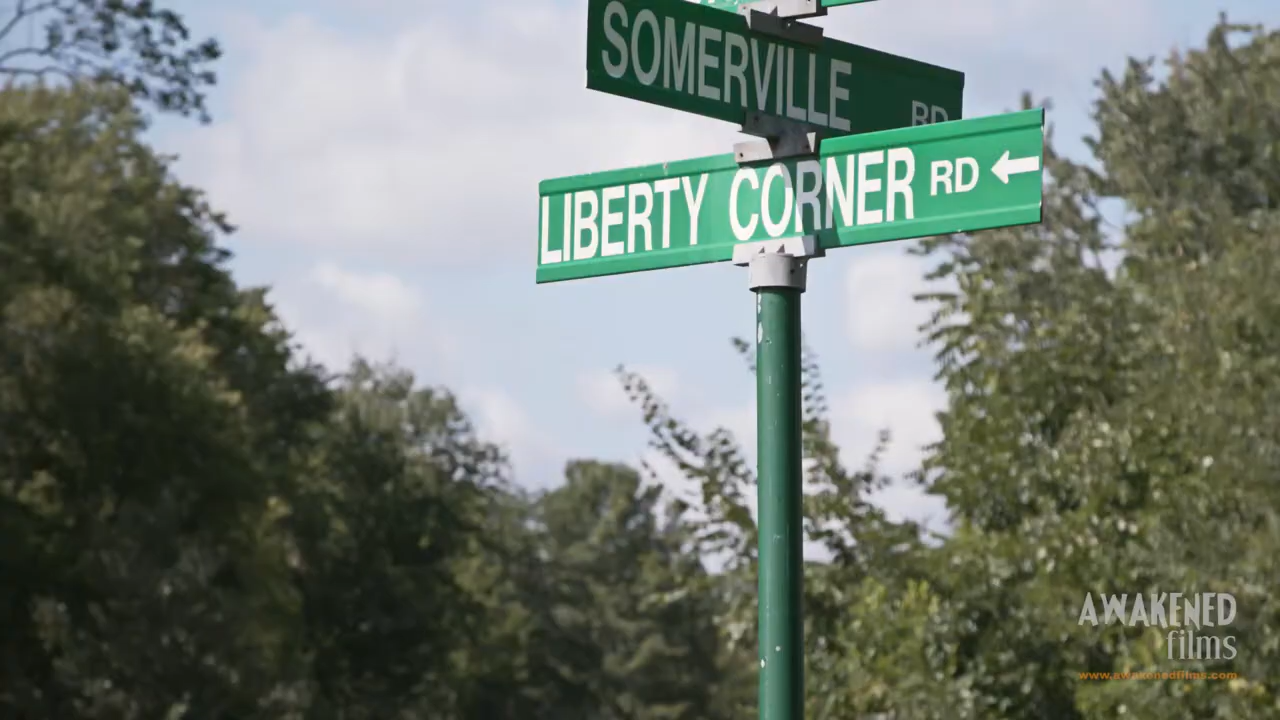 SOMERVILLE RD
LIBERTY CORNER RD ←
AWAKENED
films
www.awakenedfilms.com